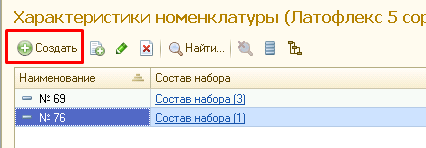 Характеристики номенклатуры (Латофлекс 5 сор
Создать Найти...
Наименование Состав набора
№ 69 Состав набора (3)
№ 76 Состав набора (1)